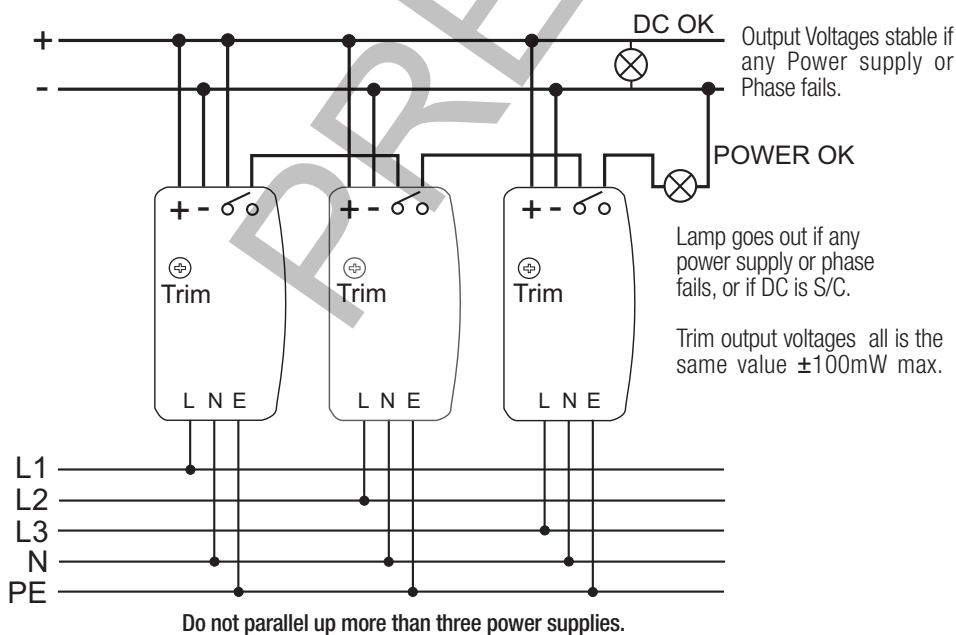 DC OK
Output Voltages stable if
any Power supply or
Phase fails.
+
-
POWER OK
+ -
+ -
+ -
Lamp goes out if any
power supply or phase
fails, or if DC is S/C.
Trim
Trim
Trim
Trim output voltages all is the
same value ±100mW max.
L N E
L N E
L N E
L1
L2
L3
N
PE
Do not parallel up more than three power supplies.
PRE